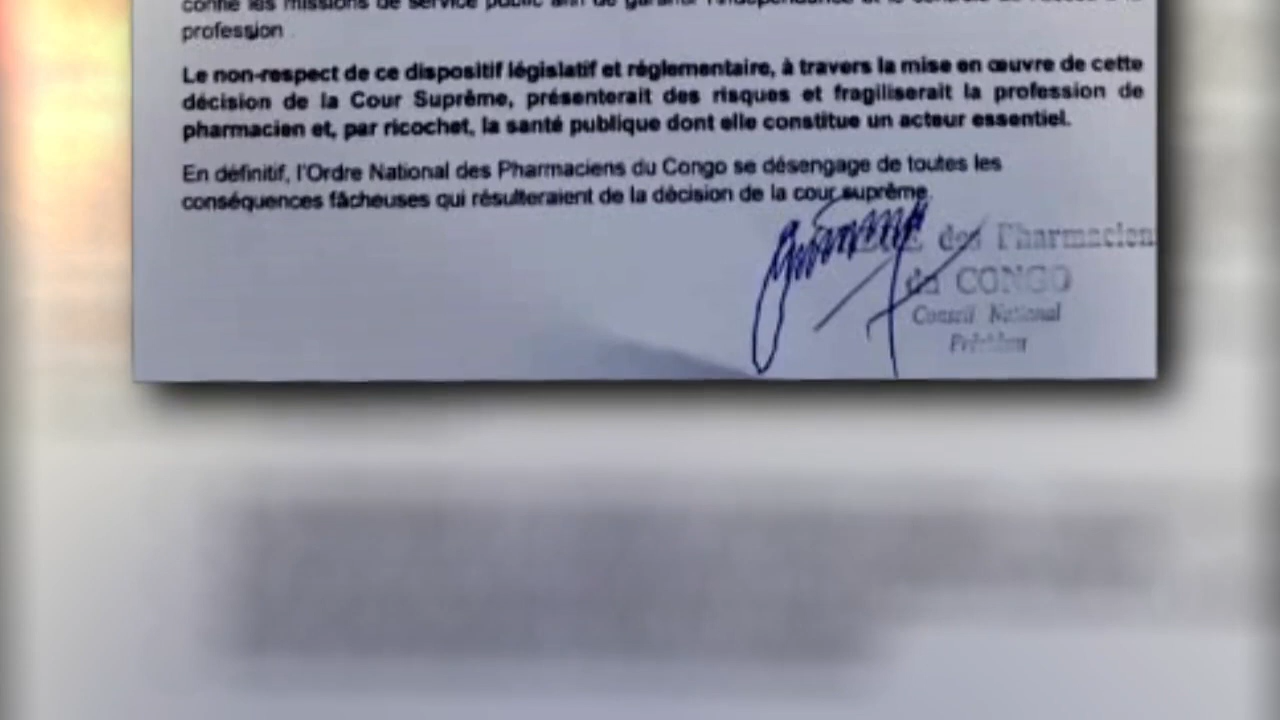 profession
Le non-respect de ce dispositif législatif et réglementaire, à travers la mise en œuvre de cette
décision de la Cour Suprême, présenterait des risques et fragiliserait la profession de
pharmacien et, par ricochet, la santé publique dont elle constitue un acteur essentiel.
En définitif, l'Ordre National des Pharmaciens du Congo se désengage de toutes les
conséquences fâcheuses qui résulteraient de la décision de la cour suprême.
des Pharmacien
du CONGO
Conseil National
Président